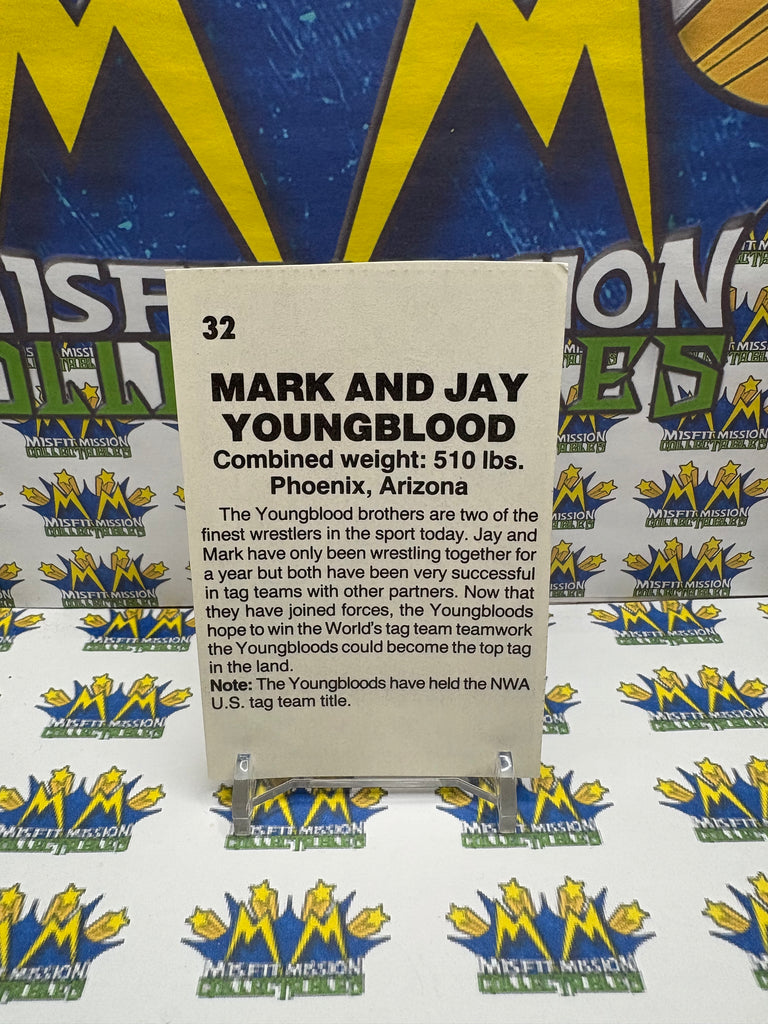 MISFIT MISSION
COLLECTABLES
32
MARK AND JAY
YOUNGBLOOD
Combined weight: 510 lbs.
Phoenix, Arizona
The Youngblood brothers are two of the
finest wrestlers in the sport today. Jay and
Mark have only been wrestling together for
a year but both have been very successful
in tag teams with other partners. Now that
they have joined forces, the Youngbloods
hope to win the World's tag team teamwork
the Youngbloods could become the top tag
in the land.
Note: The Youngbloods have held the NWA
U.S. tag team title.